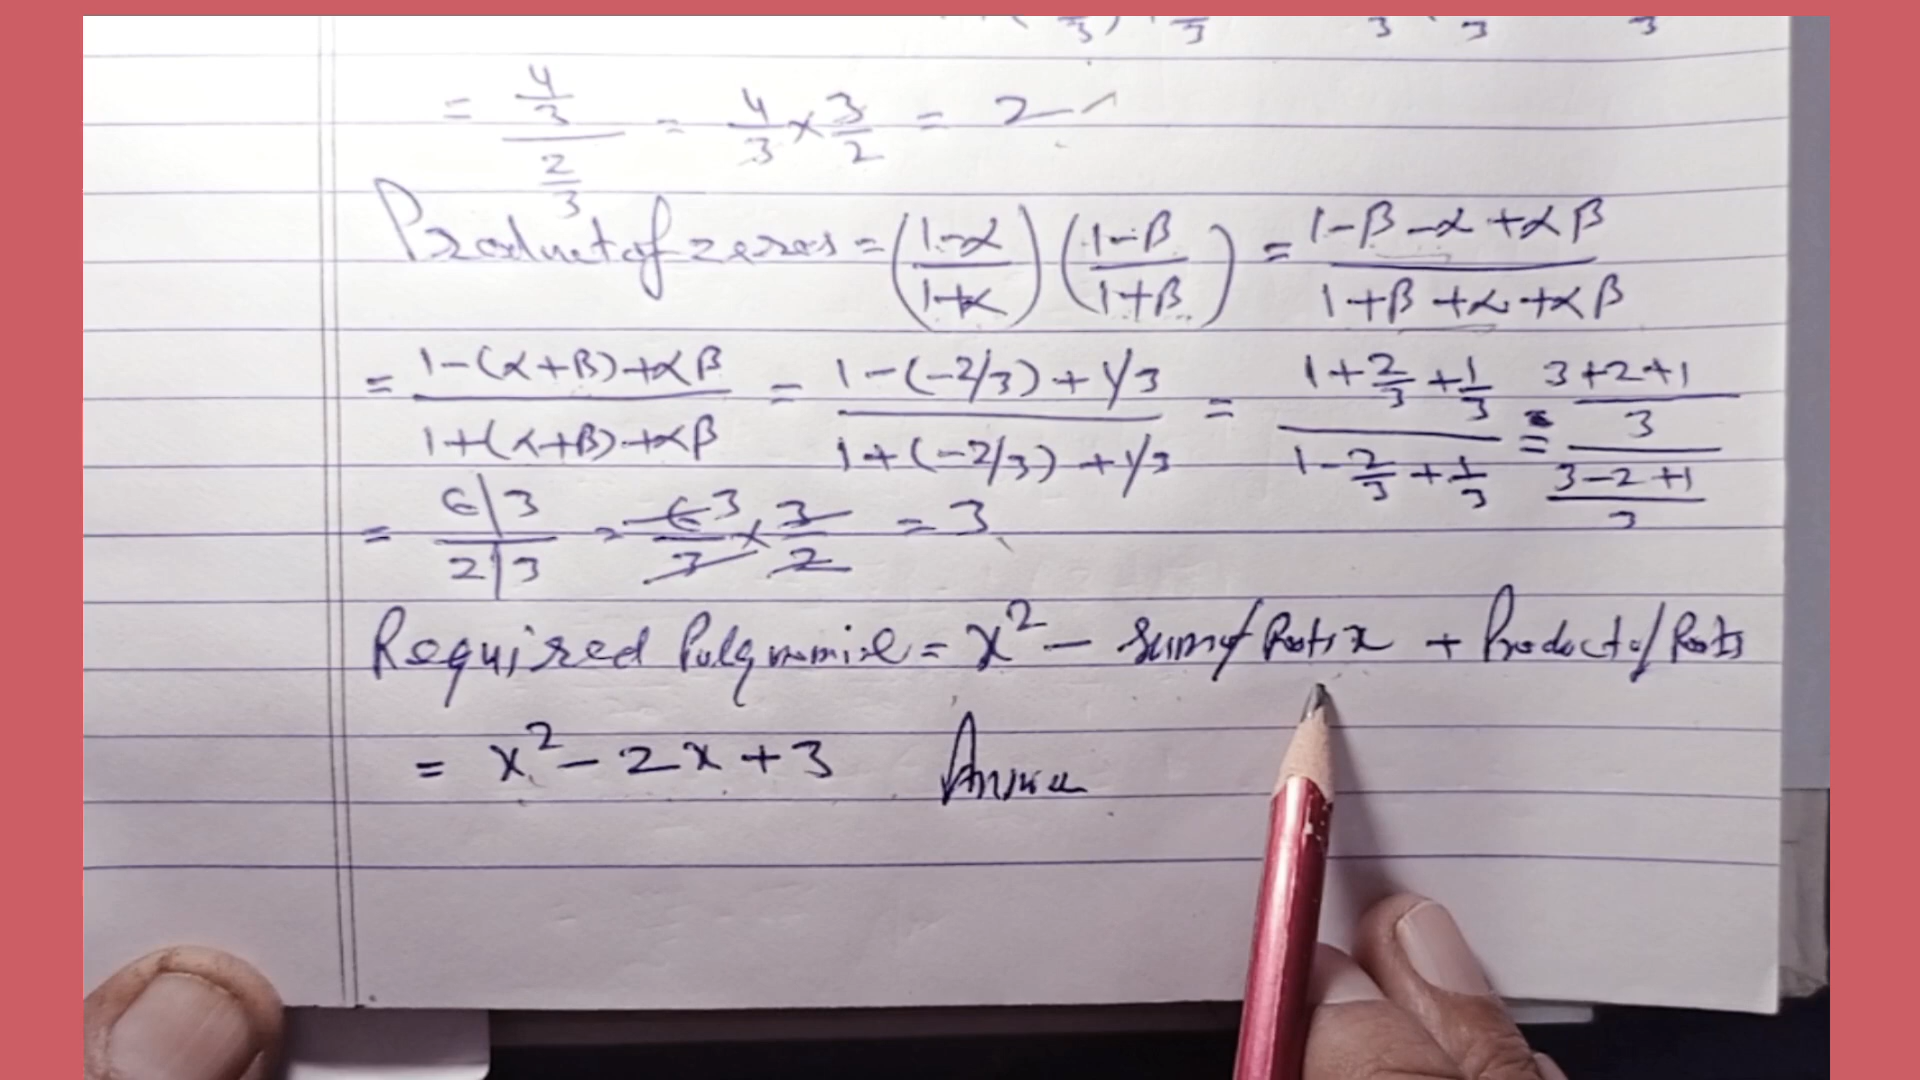 = 4/3 / 2/3 = 4/3 × 3/2 = 2
Product of zeros = (1-α / 1+α) (1-β / 1+β) = 1-β-α+αβ / 1+β+α+αβ
= 1-(α+β)+αβ / 1+(α+β)+αβ = 1-(-2/3)+1/3 / 1+(-2/3)+1/3 = 1+2/3+1/3 / 1-2/3+1/3 = 3+2+1/3 / 3-2+1/3
= 6/3 / 2/3 = 6/3 3 × 3/2 = 3
Required Polynomial = x² - sum of Roots x + Product of Roots
= x² - 2x + 3 Answer